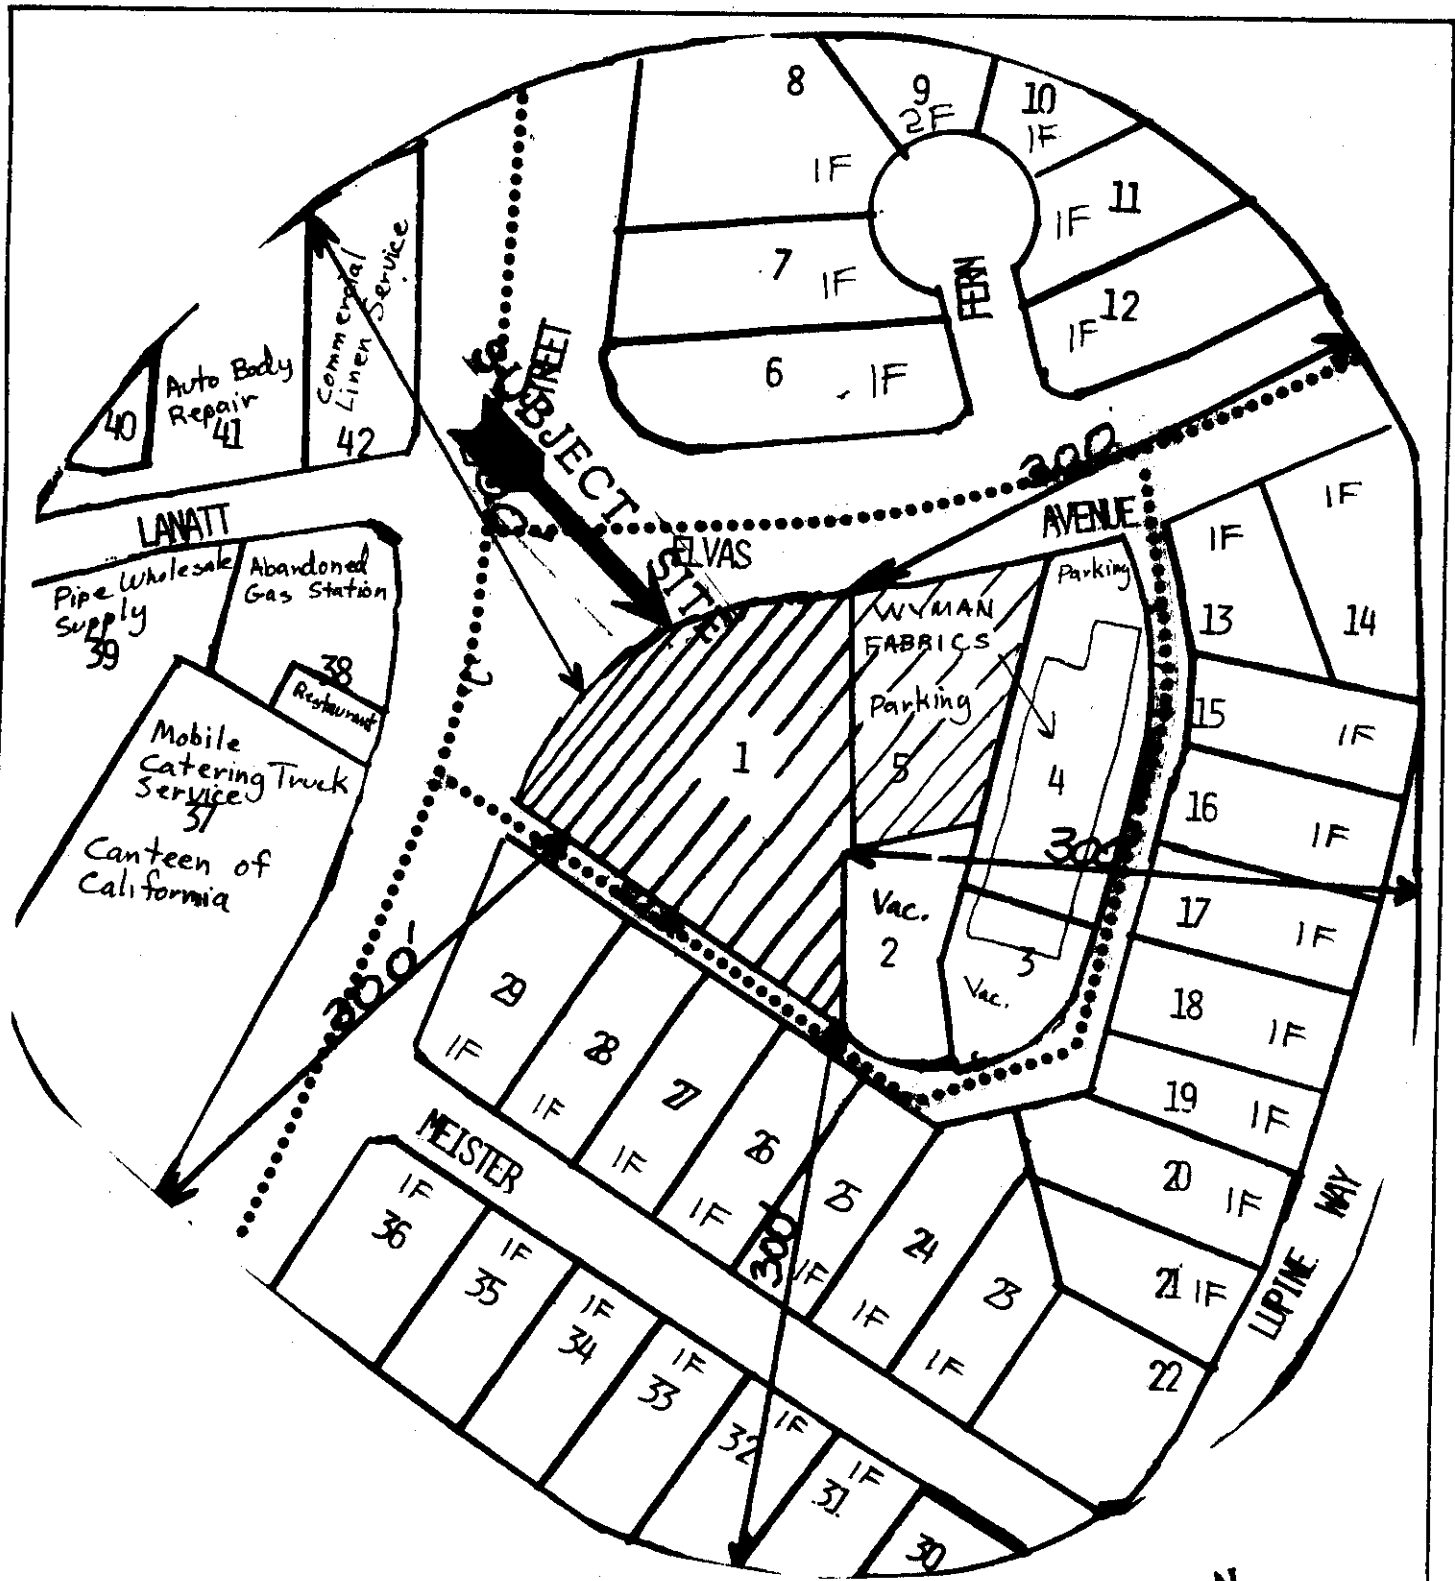 8
9
2F
10
1F
1F
11
1F
7
1F
FERN
12
1F
6
1F
STREET
Commercial
Linen Service
42
Auto Body
Repair
41
40
SUBJECT
SITE
300'
LANATT
ELVAS
AVENUE
Pipe Wholesale
Supply
39
Abandoned
Gas Station
38
Restaurant
Mobile
Catering Truck
Service
37
Canteen of
California
C
1
WYMAN
FABRICS
Parking
5
Parking
4
1F
13
1F
14
15
1F
16
1F
300'
17
1F
18
1F
19
1F
20
1F
21
1F
22
Vac.
2
3
Vac.
300'
29
1F
28
1F
27
1F
26
1F
25
1F
24
1F
23
1F
300'
MEISTER
1F
36
1F
35
1F
34
1F
33
1F
32
1F
31
30
LUPINE WAY
N